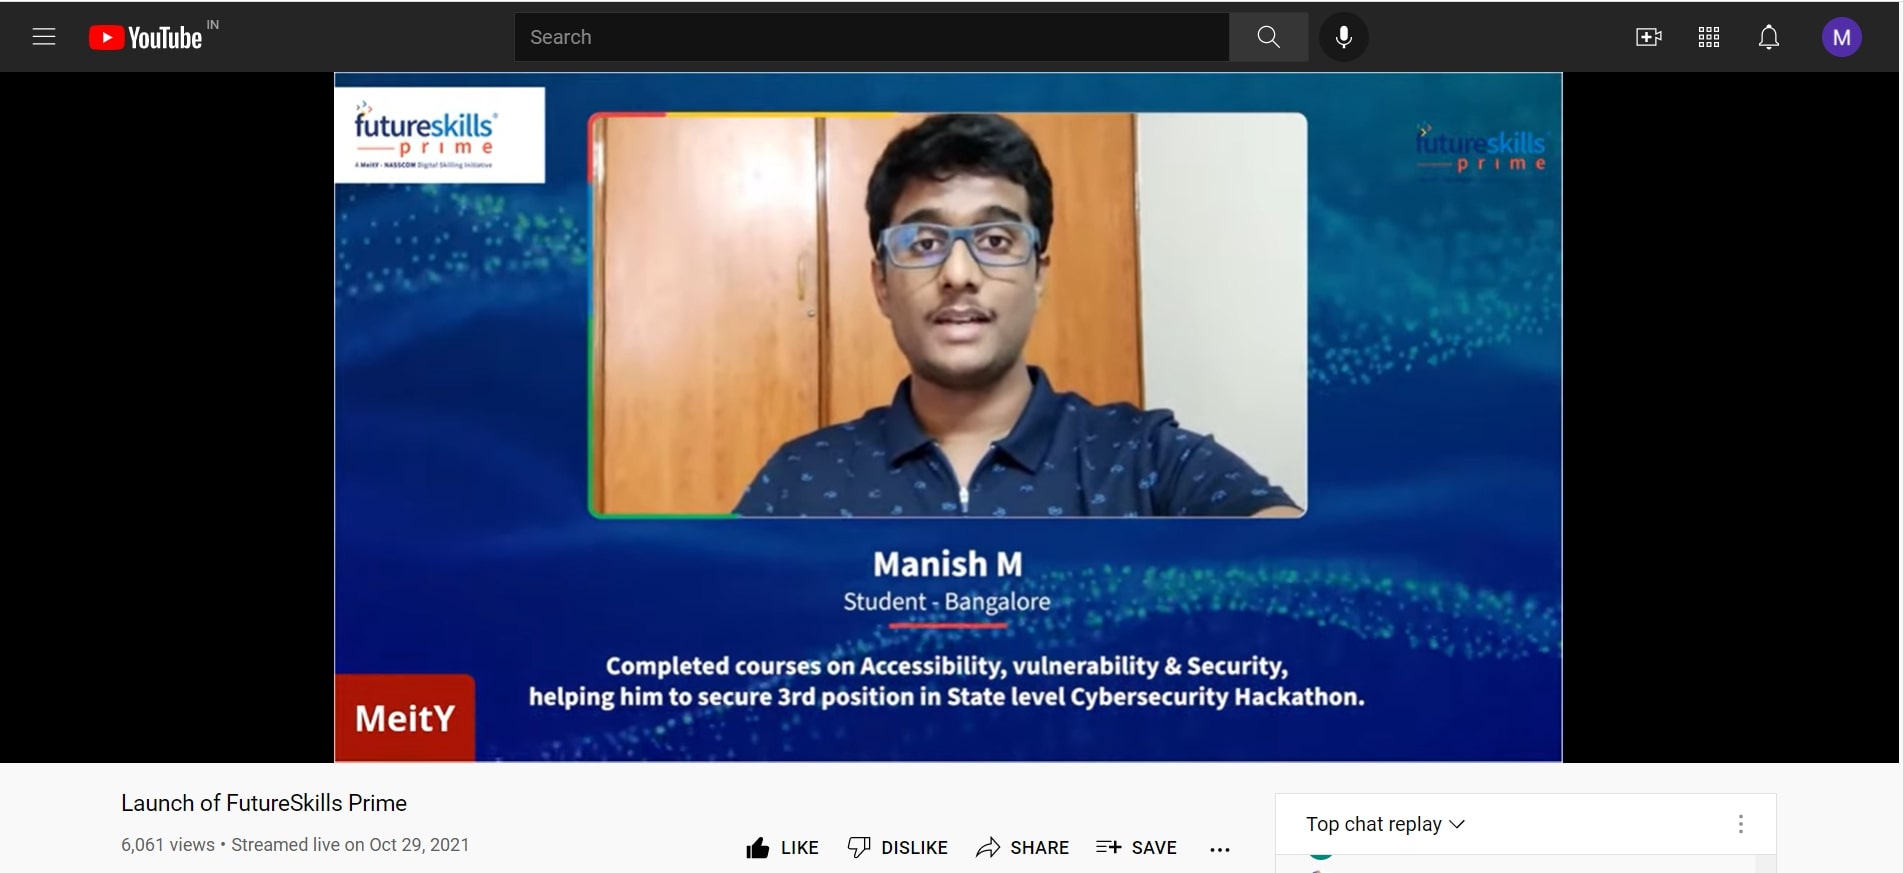 YouTube IN
Search
M
futureskills
prime
A MeitY - NASSCOM Digital Skilling Initiative
futureskills
prime
Manish M
Student - Bangalore
Completed courses on Accessibility, vulnerability & Security,
helping him to secure 3rd position in State level Cybersecurity Hackathon.
MeitY
Launch of FutureSkills Prime
6,061 views • Streamed live on Oct 29, 2021
LIKE DISLIKE SHARE SAVE
Top chat replay